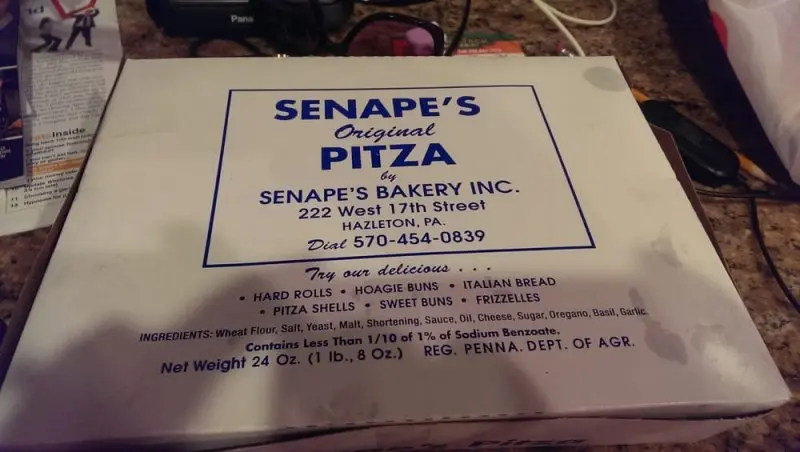 Pana
Inside
SENAPE'S
Original
PITZA
by
SENAPE'S BAKERY INC.
222 West 17th Street
HAZLETON, PA.
Dial 570-454-0839
Try our delicious . . .
• HARD ROLLS • HOAGIE BUNS • ITALIAN BREAD
• PITZA SHELLS • SWEET BUNS • FRIZZELLES
INGREDIENTS: Wheat Flour, Salt, Yeast, Malt, Shortening, Sauce, Oil, Cheese, Sugar, Oregano, Basil, Garlic.
Contains Less Than 1/10 of 1% of Sodium Benzoate.
Net Weight 24 Oz. (1 lb., 8 Oz.) REG. PENNA. DEPT. OF AGR.
Pitza